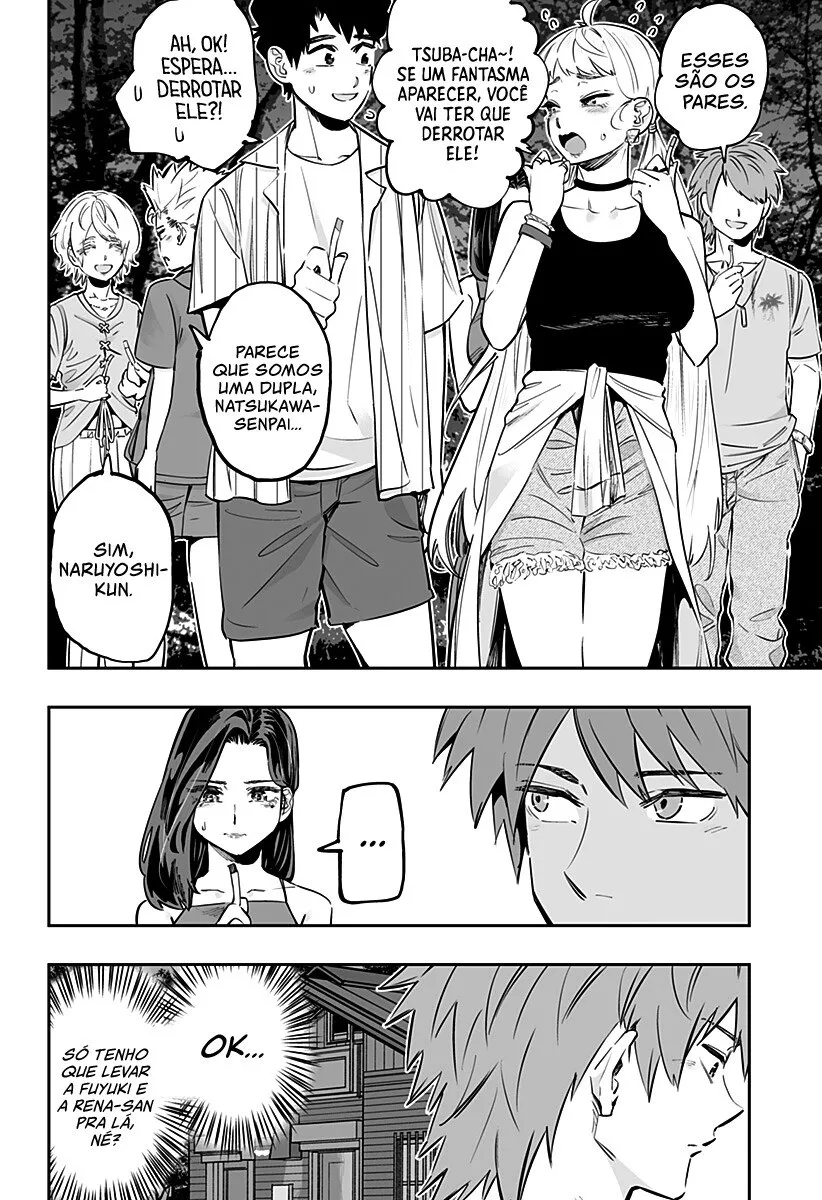 ESSES
SÃO OS
PARES.
TSUBA-CHA~!
SE UM FANTASMA
APARECER, VOCÊ
VAI TER QUE
DERROTAR
ELE!
AH, OK!
ESPERA...
DERROTAR
ELE?!
PARECE
QUE SOMOS
UMA DUPLA,
NATSUKAWA-
SENPAI...
SIM,
NARUYOSHI-
KUN.
...
OK...
SÓ TENHO
QUE LEVAR
A FUYUKI E
A RENA-SAN
PRA LÁ,
NÉ?